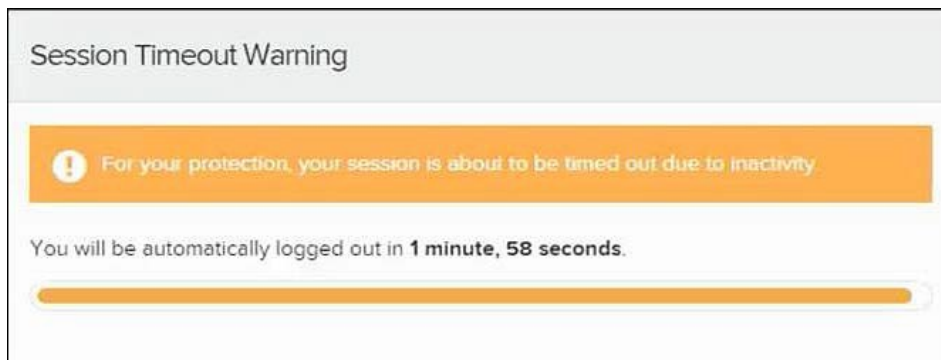 Session Timeout Warning
! For your protection, your session is about to be timed out due to inactivity
You will be automatically logged out in 1 minute, 58 seconds.